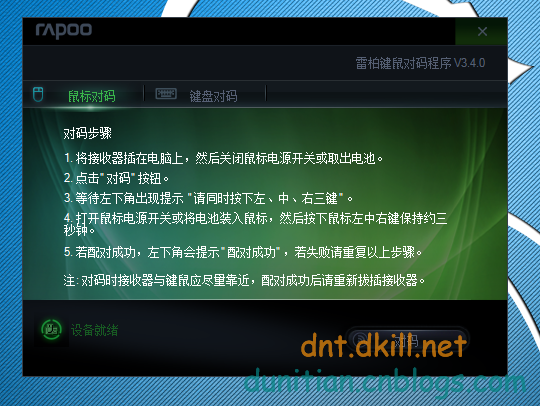 rapoo
雷柏键鼠对码程序 V3.4.0
鼠标对码 键盘对码
对码步骤
1. 将接收器插在电脑上，然后关闭鼠标电源开关或取出电池。
2. 点击"对码"按钮。
3. 等待左下角出现提示"请同时按下左、中、右三键"。
4. 打开鼠标电源开关或将电池装入鼠标，然后按下鼠标左中右键保持约三
秒钟。
5. 若配对成功，左下角会提示"配对成功"，若失败请重复以上步骤。
注：对码时接收器与键鼠应尽量靠近，配对成功后请重新拔插接收器。
设备就绪
对码
dnt.dkill.net
dunitian.cnblogs.com